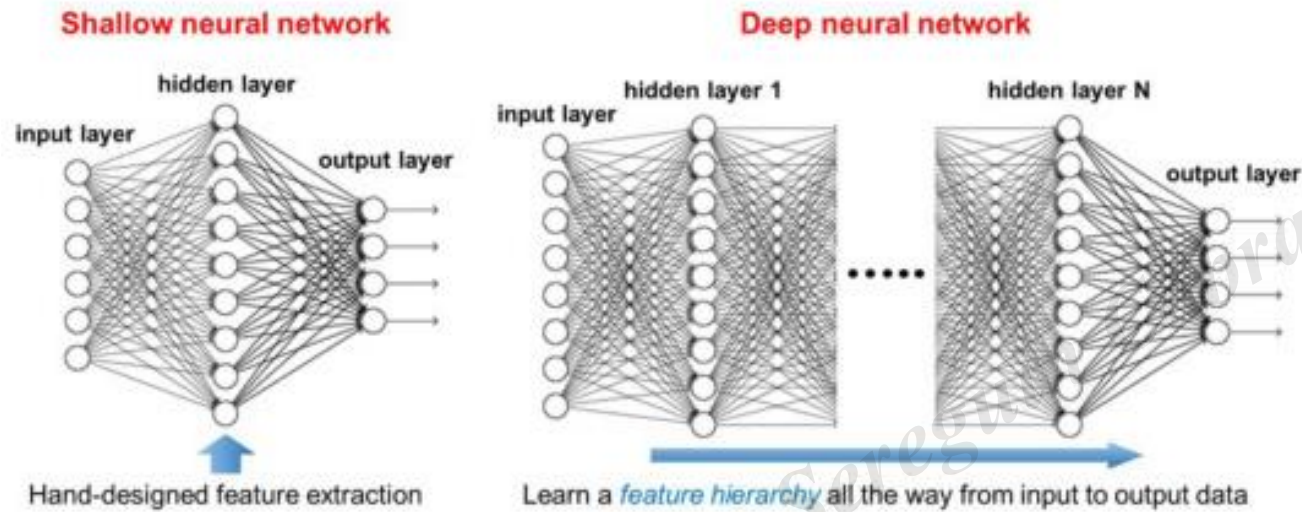 Shallow neural network
hidden layer
input layer
output layer
Hand-designed feature extraction
Deep neural network
hidden layer 1
hidden layer N
input layer
output layer
Learn a feature hierarchy all the way from input to output data